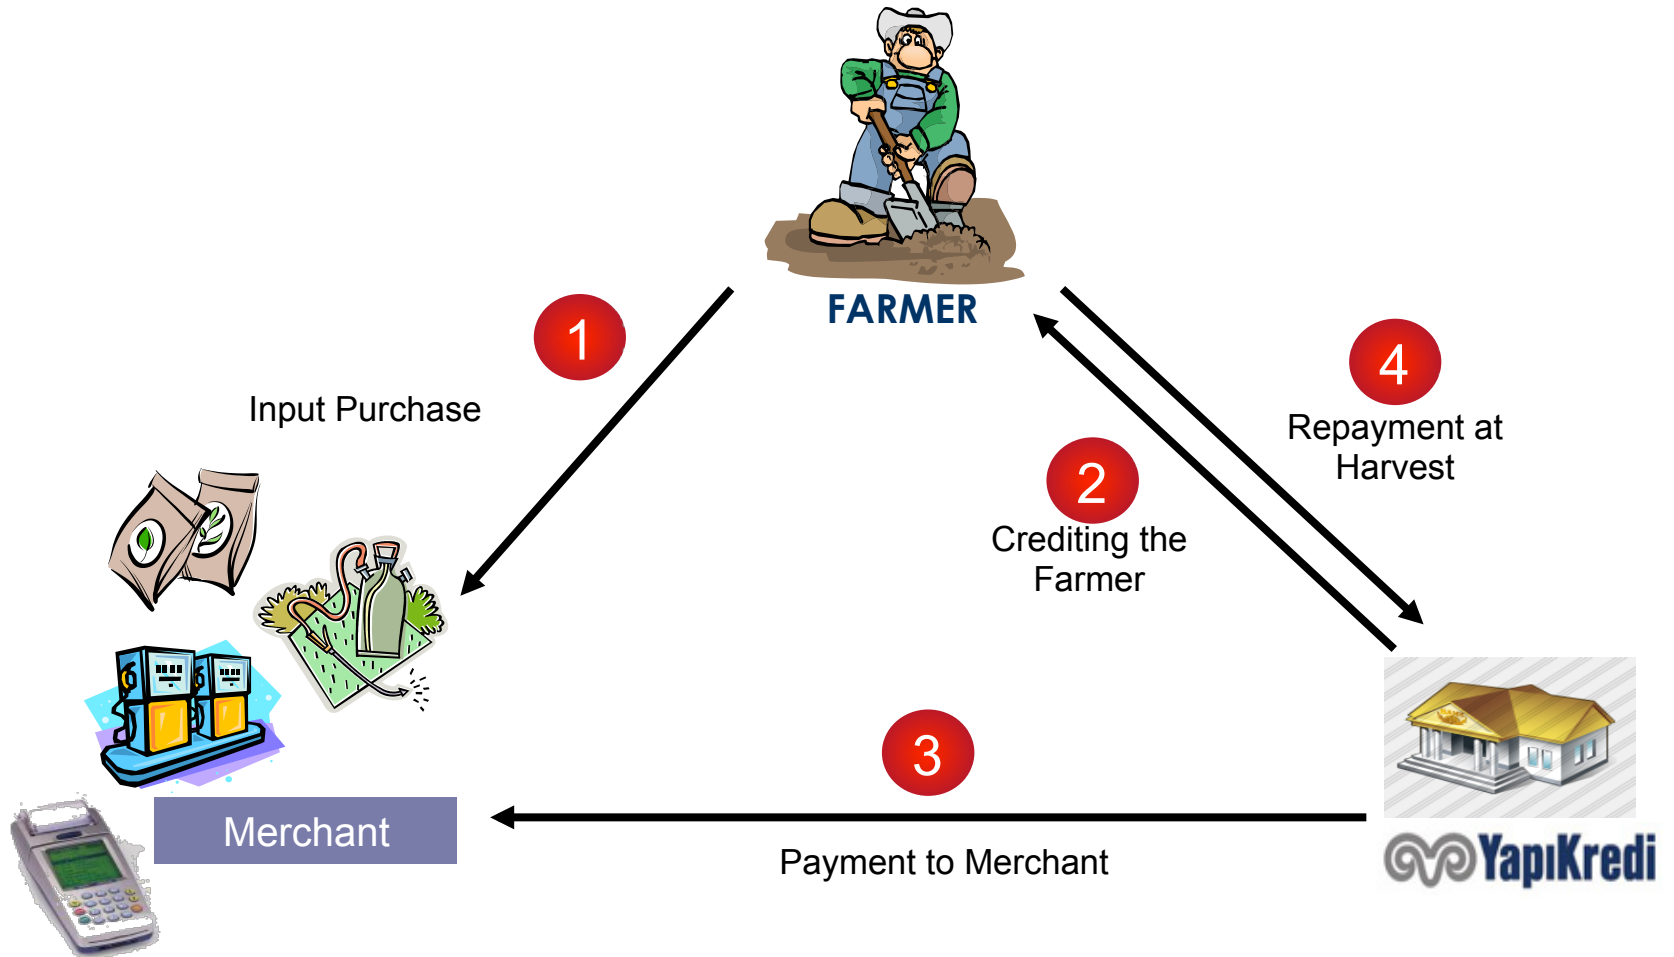 FARMER
1
Input Purchase
4
Repayment at
Harvest
2
Crediting the
Farmer
3
Payment to Merchant
Merchant
YapıKredi